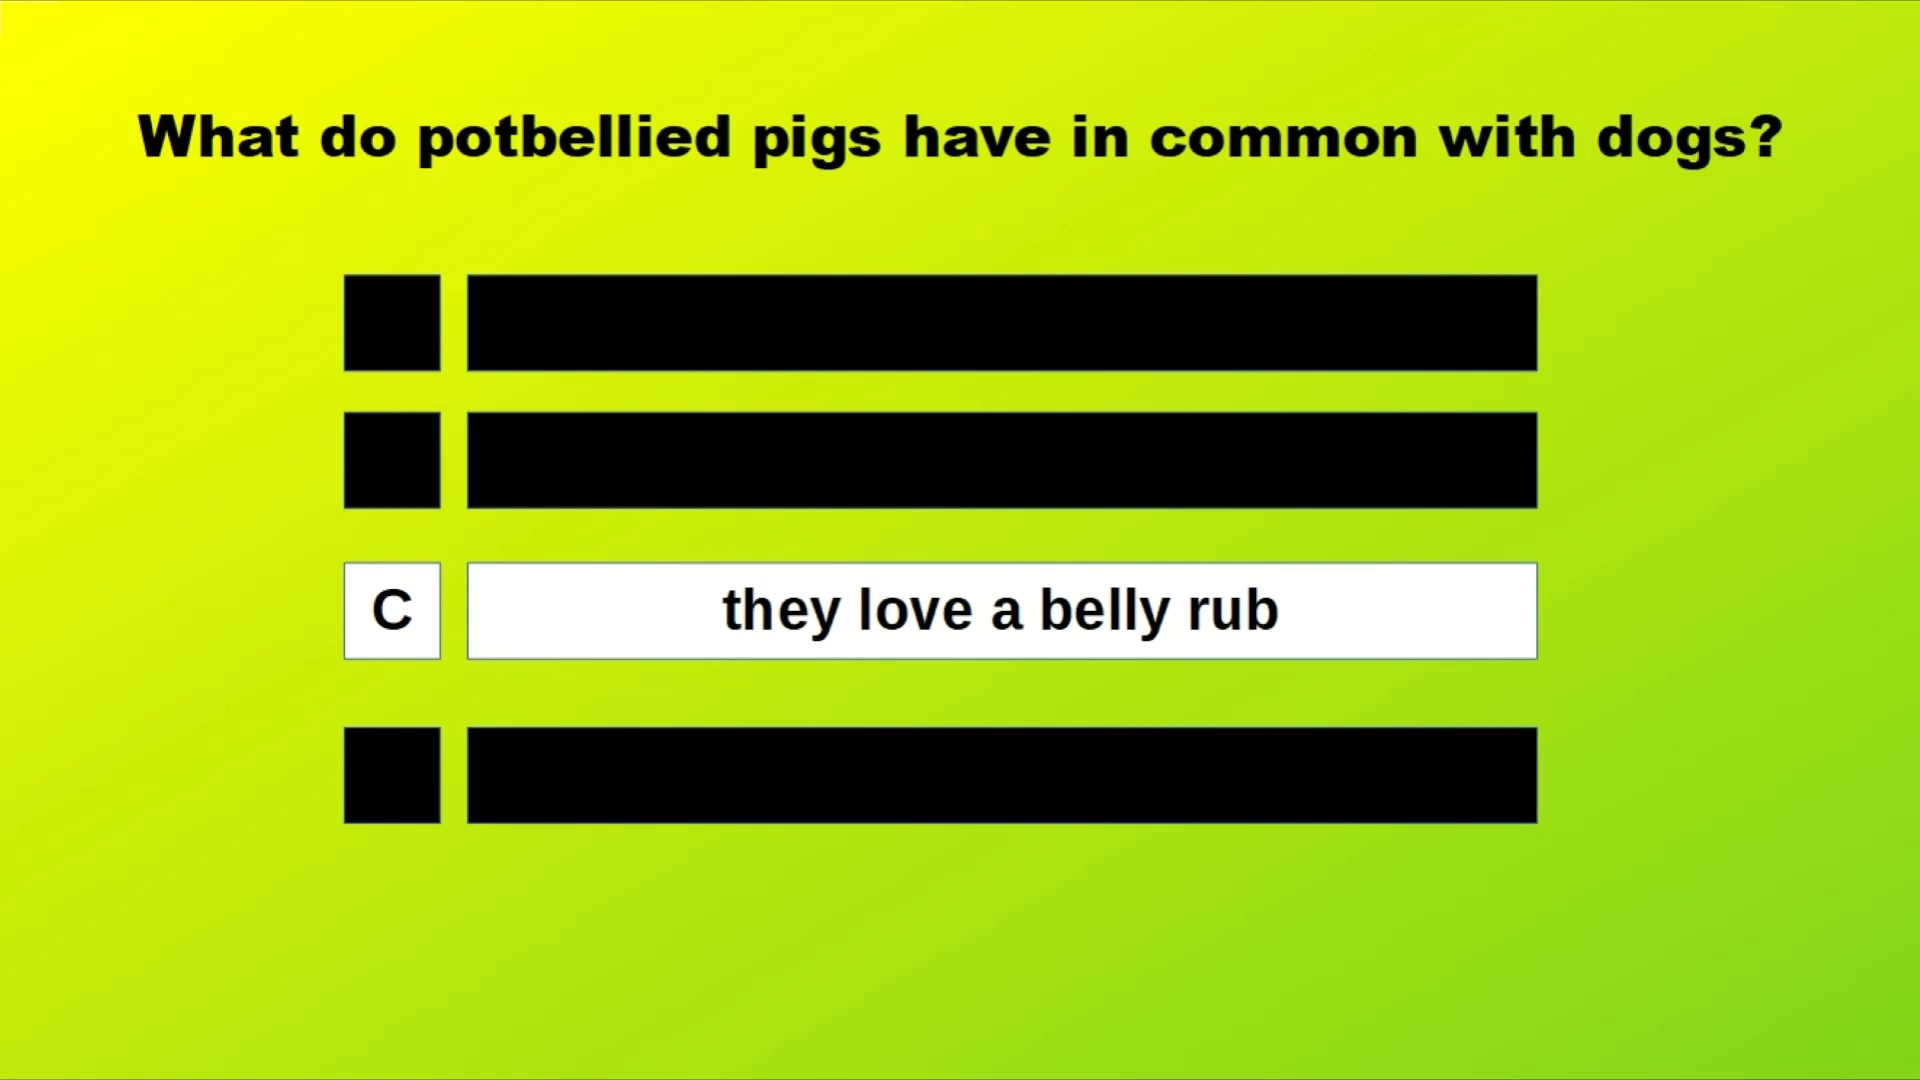 What do potbellied pigs have in common with dogs?
C they love a belly rub